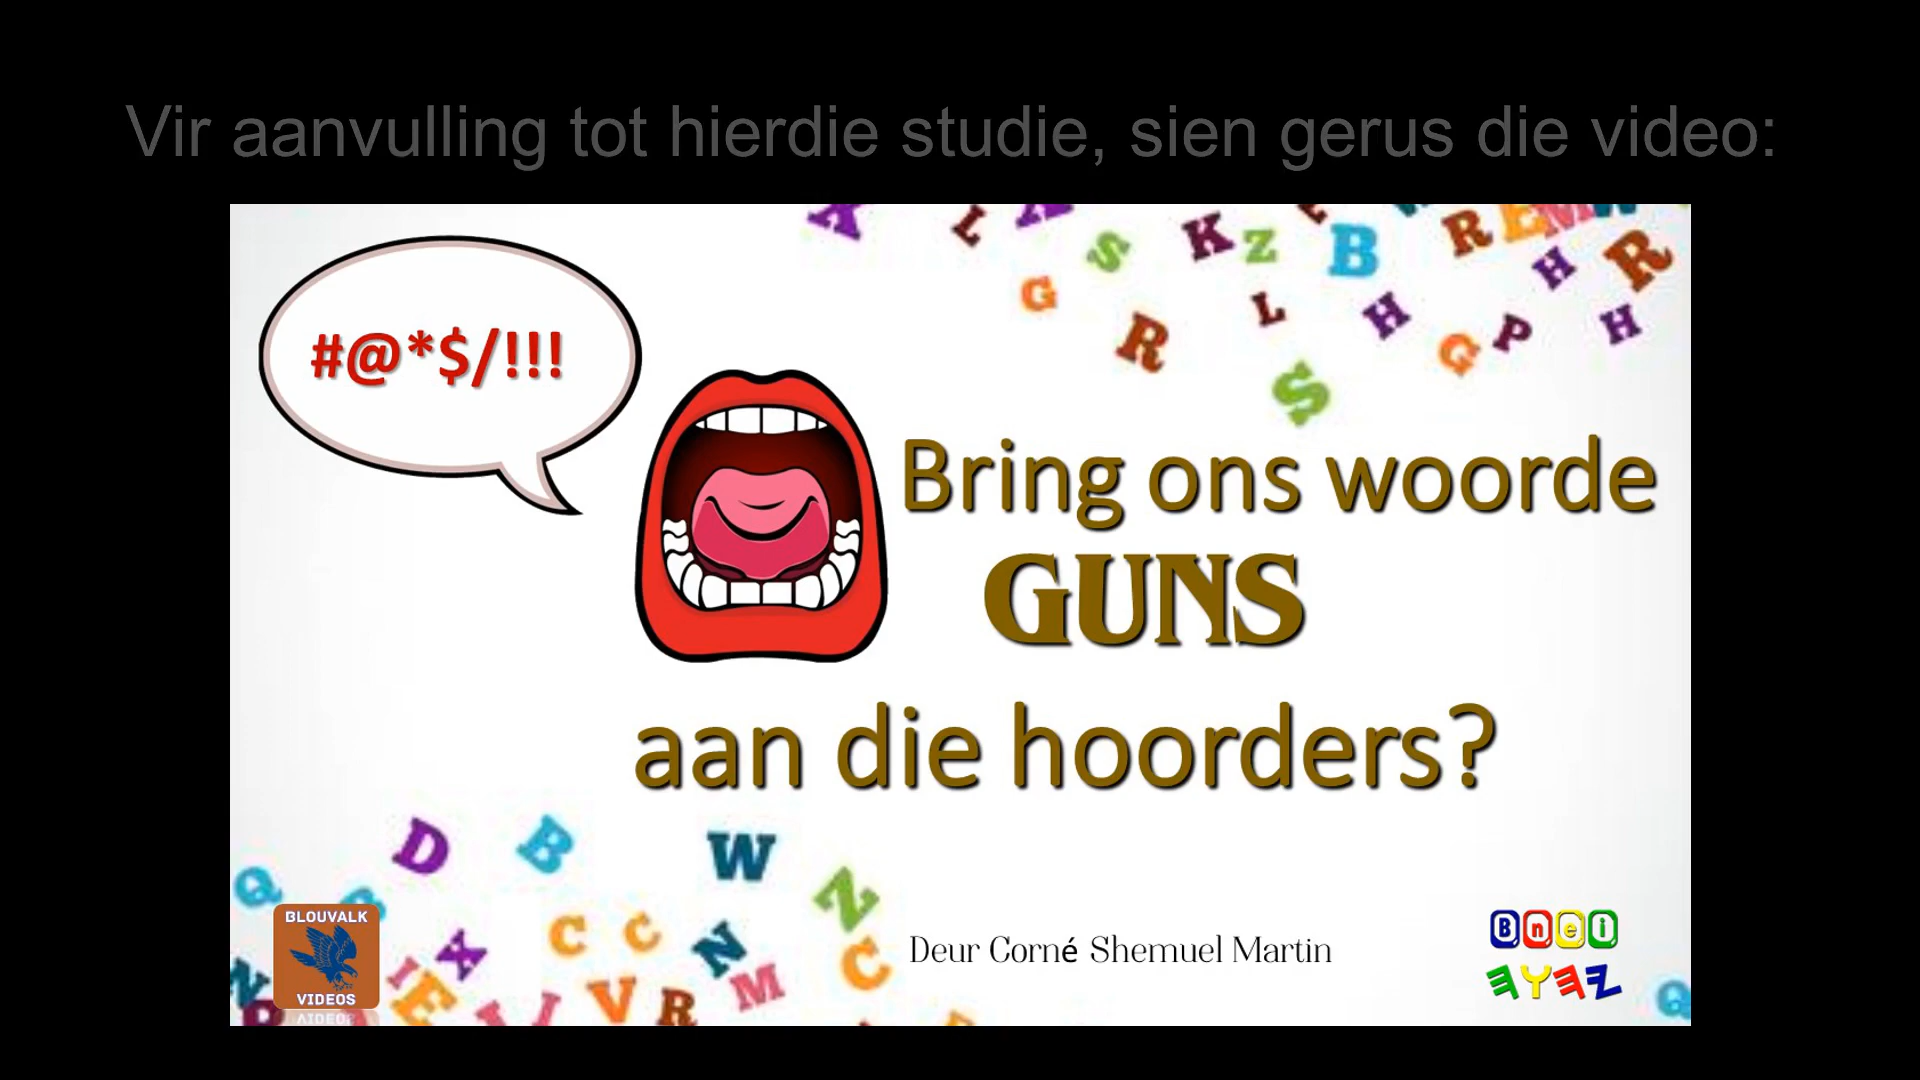 Vir aanvulling tot hierdie studie, sien gerus die video:
#@*$/!!!
Bring ons woorde
GUNS
aan die hoorders?
Deur Corné Shemuel Martin
BLOUVALK
VIDEOS
Bnei
𐤉𐤄𐤅𐤄